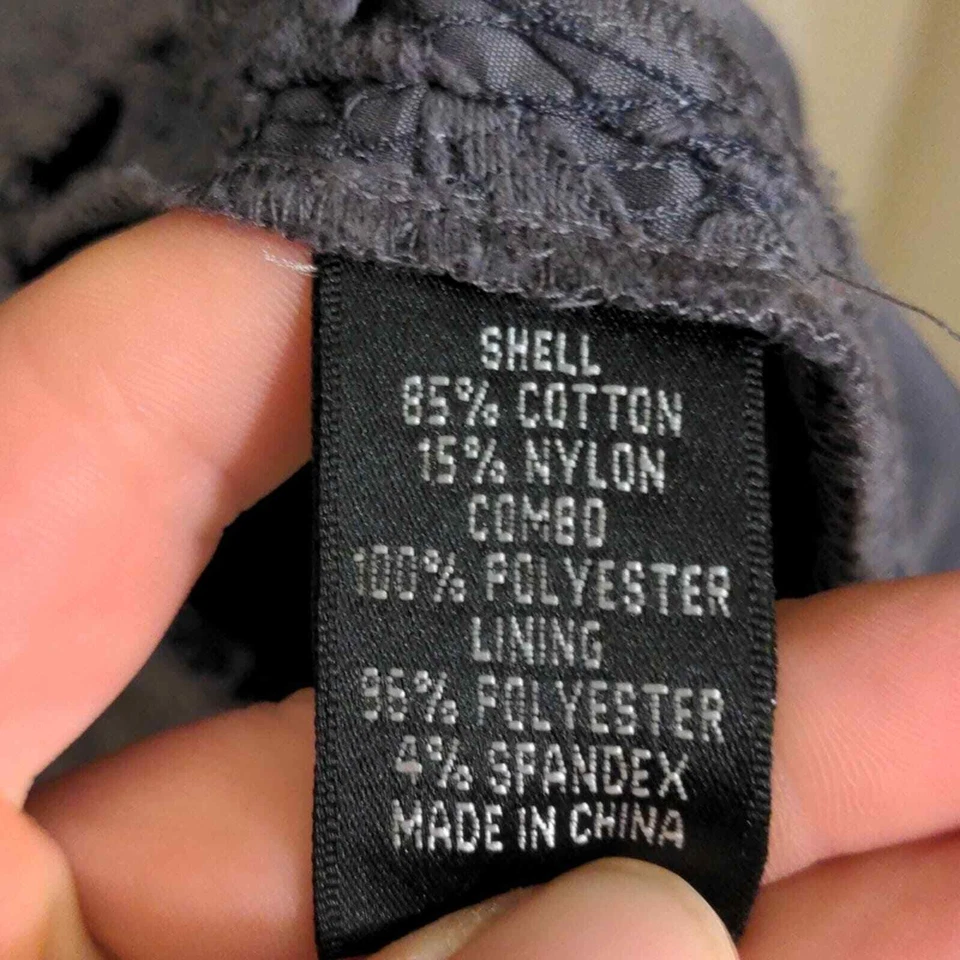 SHELL
85% COTTON
15% NYLON
COMBO
100% POLYESTER
LINING
96% POLYESTER
4% SPANDEX
MADE IN CHINA